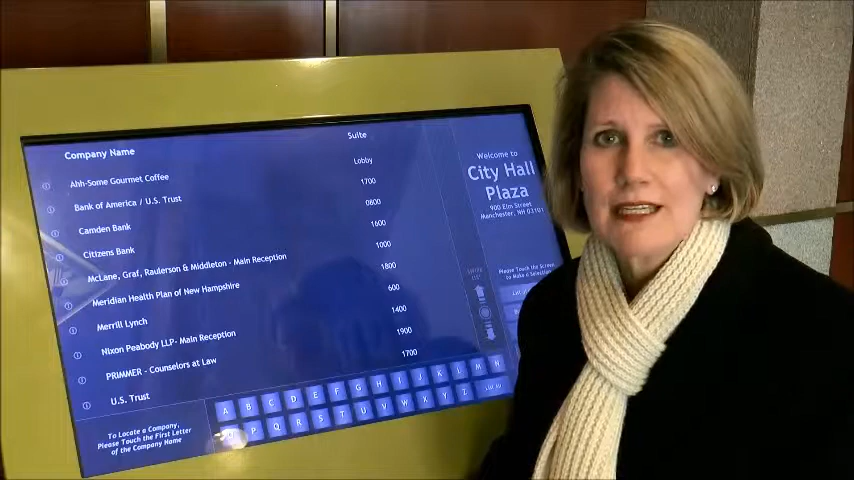 Company Name Suite
Ahh-Some Gourmet Coffee Lobby
Bank of America / U.S. Trust 1700
Camden Bank 0800
Citizens Bank 1600
McLane, Graf, Raulerson & Middleton - Main Reception 1000
Meridian Health Plan of New Hampshire 1800
Merrill Lynch 600
Nixon Peabody LLP- Main Reception 1400
PRIMMER - Counselors at Law 1900
U.S. Trust 1700
Welcome to
City Hall
Plaza
900 Elm Street
Manchester, NH 03101
Please Touch the Screen
to Make a Selection
A B C D E F G H I J K L M N
P Q R S T U V W X Y Z
To Locate a Company,
Please Touch the First Letter
of the Company Name